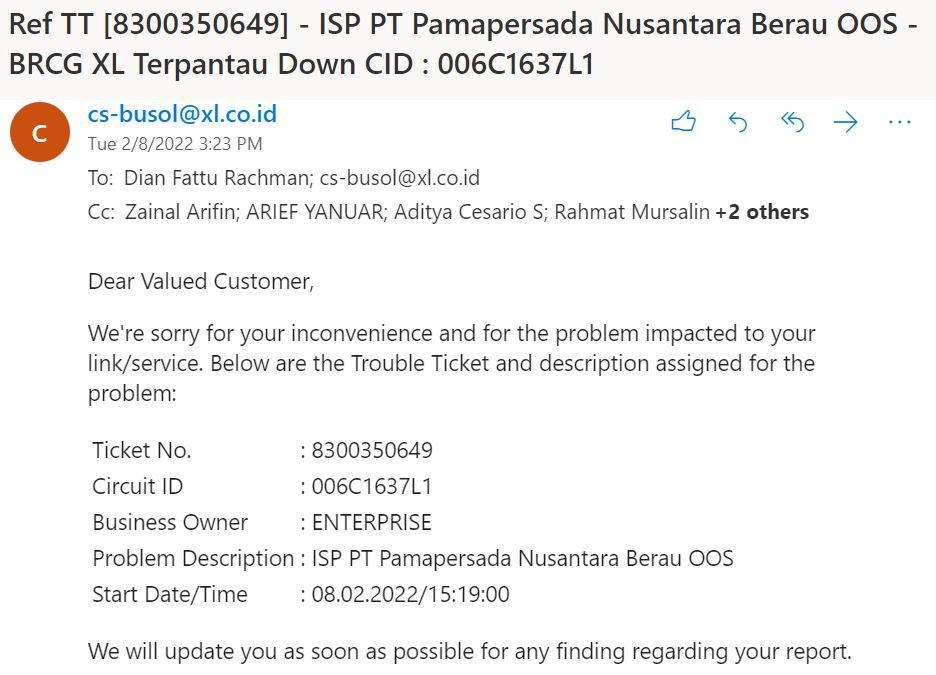 Ref TT [8300350649] - ISP PT Pamapersada Nusantara Berau OOS -
BRCG XL Terpantau Down CID : 006C1637L1
C
cs-busol@xl.co.id
Tue 2/8/2022 3:23 PM
To: Dian Fattu Rachman; cs-busol@xl.co.id
Cc: Zainal Arifin; ARIEF YANUAR; Aditya Cesario S; Rahmat Mursalin +2 others
Dear Valued Customer,
We're sorry for your inconvenience and for the problem impacted to your
link/service. Below are the Trouble Ticket and description assigned for the
problem:
Ticket No. : 8300350649
Circuit ID : 006C1637L1
Business Owner : ENTERPRISE
Problem Description : ISP PT Pamapersada Nusantara Berau OOS
Start Date/Time : 08.02.2022/15:19:00
We will update you as soon as possible for any finding regarding your report.